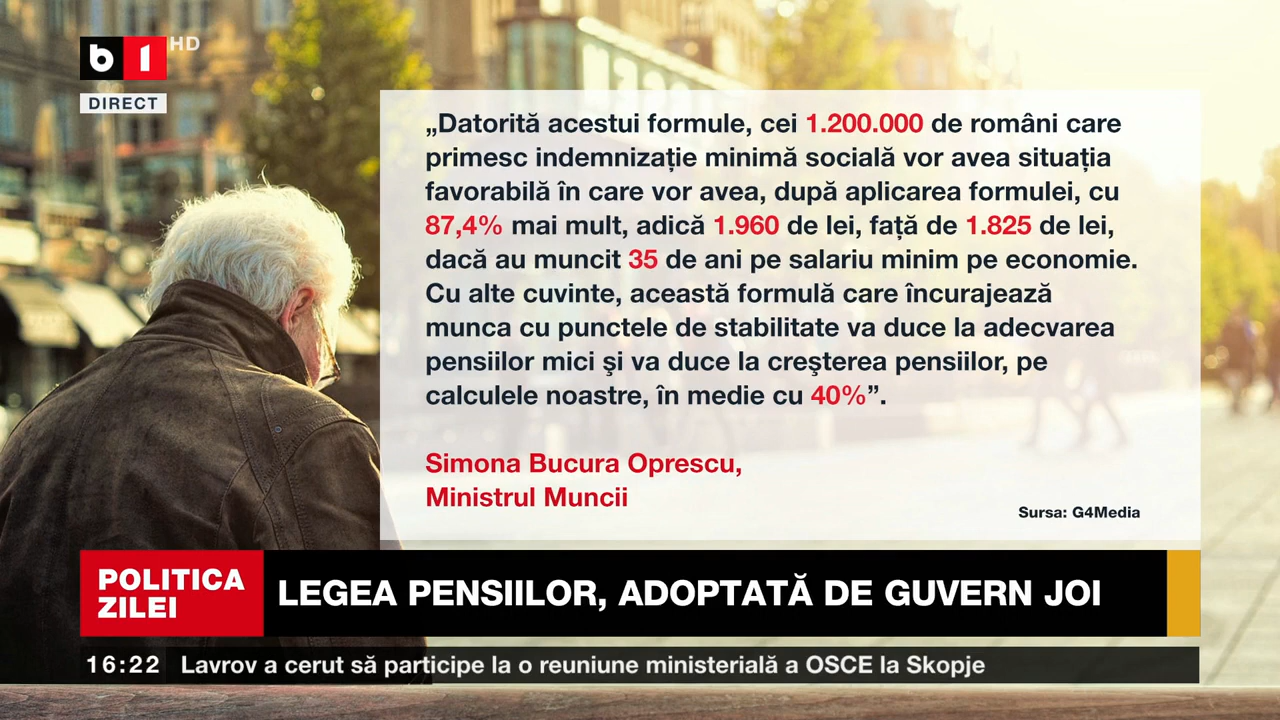 b1 HD
DIRECT
„Datorită acestui formule, cei 1.200.000 de români care
primesc indemnizație minimă socială vor avea situația
favorabilă în care vor avea, după aplicarea formulei, cu
87,4% mai mult, adică 1.960 de lei, față de 1.825 de lei,
dacă au muncit 35 de ani pe salariu minim pe economie.
Cu alte cuvinte, această formulă care încurajează
munca cu punctele de stabilitate va duce la adecvarea
pensiilor mici şi va duce la creşterea pensiilor, pe
calculele noastre, în medie cu 40%”.
Simona Bucura Oprescu,
Ministrul Muncii
Sursa: G4Media
POLITICA
ZILEI
LEGEA PENSIILOR, ADOPTATĂ DE GUVERN JOI
16:22 Lavrov a cerut să participe la o reuniune ministerială a OSCE la Skopje